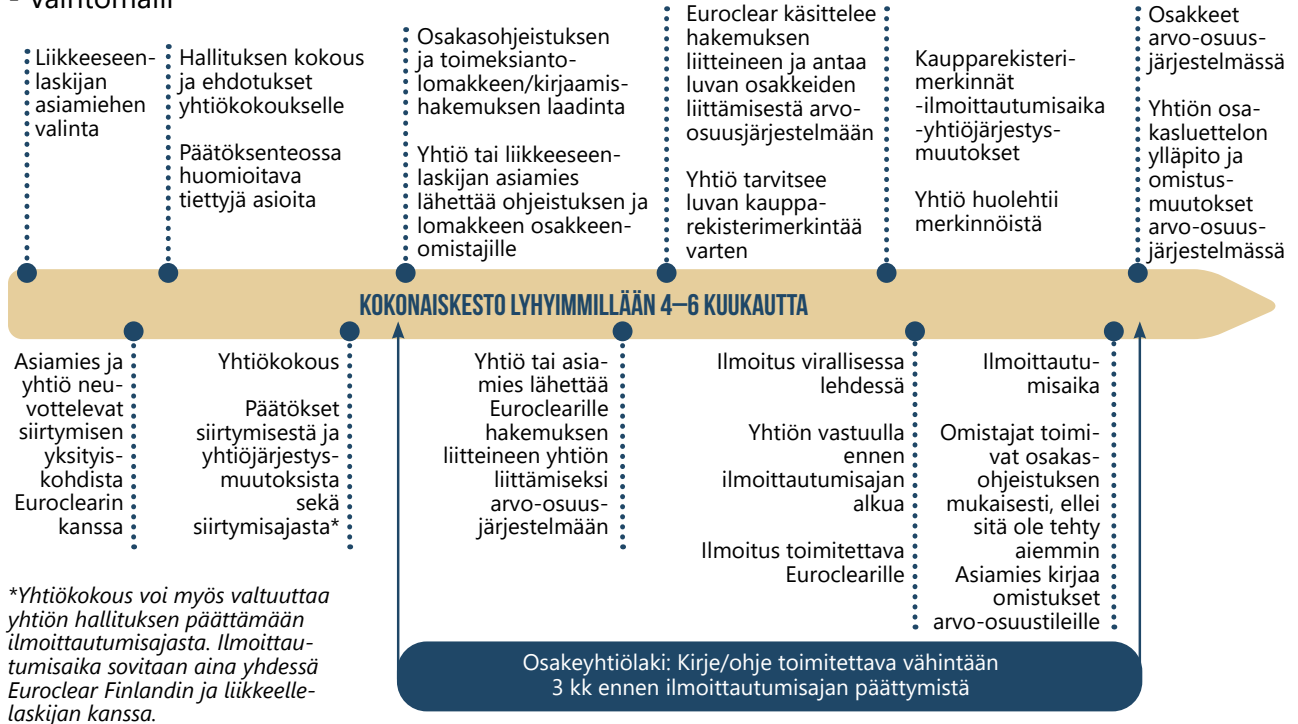 - vaihtomalli
Liikkeeseen-
laskijan
asiamiehen
valinta
Hallituksen kokous
ja ehdotukset
yhtiökokoukselle
Päätöksenteossa
huomioitava
tiettyjä asioita
Osakasohjeistuksen
ja toimeksianto-
lomakkeen/kirjaamis-
hakemuksen laadinta
Yhtiö tai liikkeeseen-
laskijan asiamies
lähettää ohjeistuksen ja
lomakkeen osakkeen-
omistajille
Euroclear käsittelee
hakemuksen
liitteineen ja antaa
luvan osakkeiden
liittämisestä arvo-
osuusjärjestelmään
Yhtiö tarvitsee
luvan kauppa-
rekisterimerkintää
varten
Kaupparekisteri-
merkinnät
-ilmoittautumisaika
-yhtiöjärjestys-
muutokset
Yhtiö huolehtii
merkinnöistä
Osakkeet
arvo-osuus-
järjestelmässä
Yhtiön osa-
kasluettelon
ylläpito ja
omistus-
muutokset
arvo-osuus-
järjestelmässä
KOKONAISKESTO LYHYIMMILLÄÄN 4–6 KUUKAUTTA
Asiamies ja
yhtiö neu-
vottelevat
siirtymisen
yksityis-
kohdista
Euroclearin
kanssa
Yhtiökokous
Päätökset
siirtymisestä ja
yhtiöjärjestys-
muutoksista
sekä
siirtymisajasta*
Yhtiö tai asia-
mies lähettää
Euroclearille
hakemuksen
liitteineen yhtiön
liittämiseksi
arvo-osuus-
järjestelmään
Ilmoitus virallisessa
lehdessä
Yhtiön vastuulla
ennen
ilmoittautumisajan
alkua
Ilmoitus toimitettava
Euroclearille
Ilmoittautu-
misaika
Omistajat toimi-
vat osakas-
ohjeistuksen
mukaisesti, ellei
sitä ole tehty
aiemmin
Asiamies kirjaa
omistukset
arvo-osuustileille
*Yhtiökokous voi myös valtuuttaa
yhtiön hallituksen päättämään
ilmoittautumisajasta. Ilmoittau-
tumisaika sovitaan aina yhdessä
Euroclear Finlandin ja liikkeelle-
laskijan kanssa.
Osakeyhtiölaki: Kirje/ohje toimitettava vähintään
3 kk ennen ilmoittautumisajan päättymistä